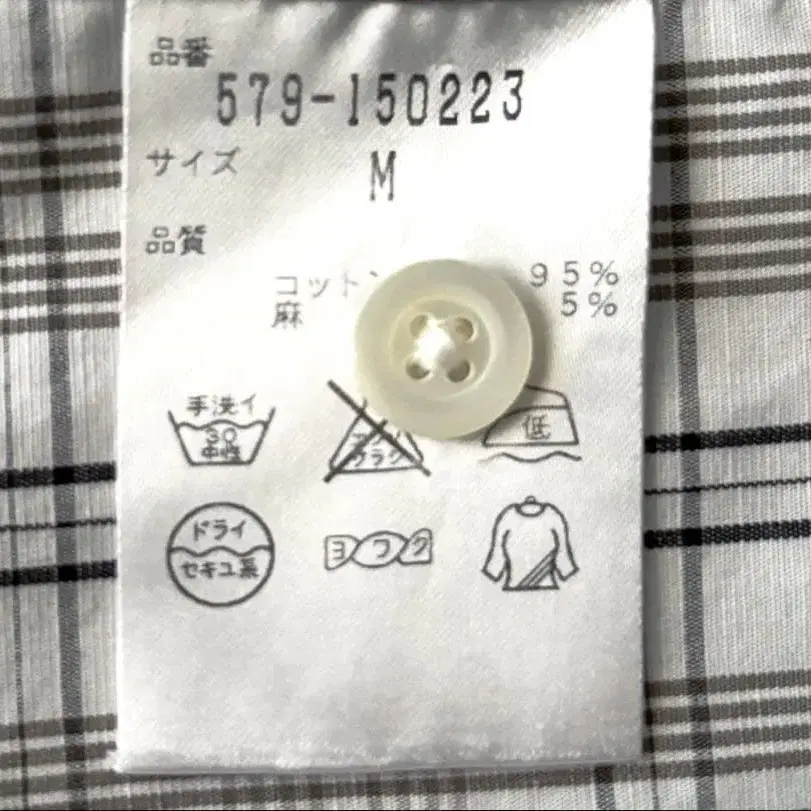 品番
579-150223
サイズ
M
品質
コットン 95%
麻 5%
手洗イ
30
中性
低
ドライ
セキユ系
ヨワク